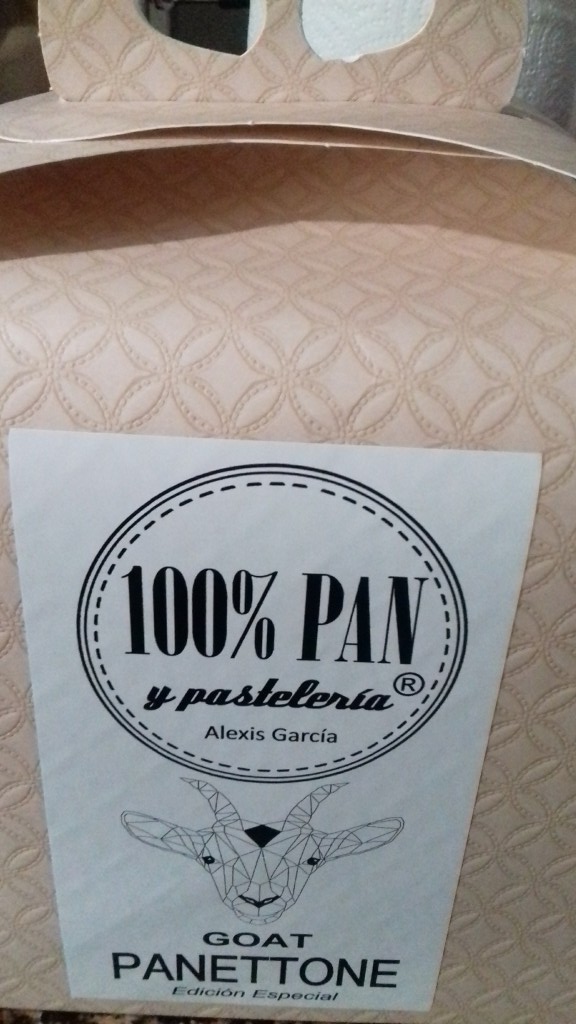 100% PAN
y pastelería®
Alexis García
GOAT
PANETTONE
Edición Especial